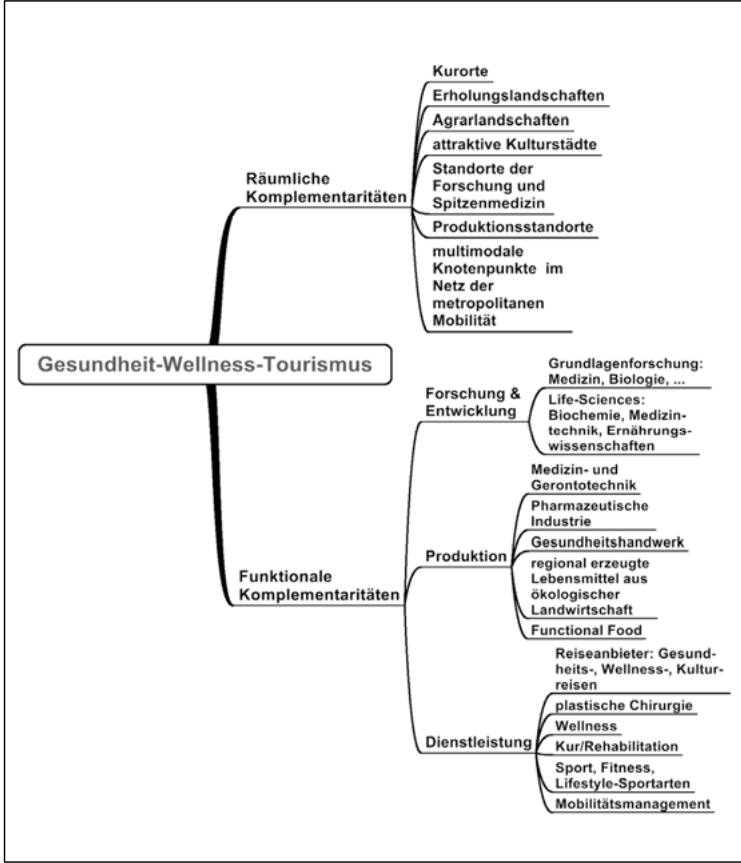 Kurorte
Erholungslandschaften
Agrarlandschaften
attraktive Kulturstädte
Standorte der
Forschung und
Spitzenmedizin
Produktionsstandorte
multimodale
Knotenpunkte im
Netz der
metropolitanen
Mobilität
Räumliche
Komplementaritäten
Gesundheit-Wellness-Tourismus
Funktionale
Komplementaritäten
Forschung &
Entwicklung
Grundlagenforschung:
Medizin, Biologie, ...
Life-Sciences:
Biochemie, Medizin-
technik, Ernährungs-
wissenschaften
Produktion
Medizin- und
Gerontotechnik
Pharmazeutische
Industrie
Gesundheitshandwerk
regional erzeugte
Lebensmittel aus
ökologischer
Landwirtschaft
Functional Food
Dienstleistung
Reiseanbieter: Gesund-
heits-, Wellness-, Kultur-
reisen
plastische Chirurgie
Wellness
Kur/Rehabilitation
Sport, Fitness,
Lifestyle-Sportarten
Mobilitätsmanagement